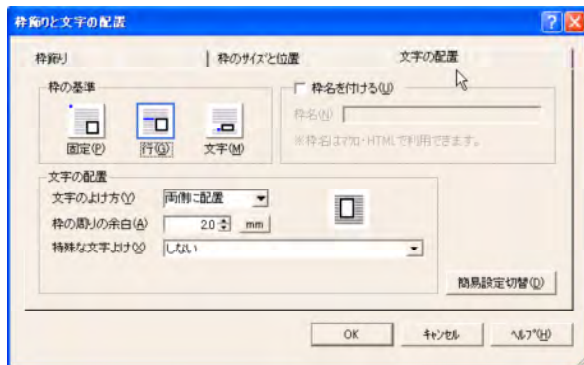 枠飾りと文字の配置
枠飾り 枠のサイズと位置 文字の配置
枠の基準
固定(P) 行(G) 文字(M)
枠名を付ける(U)
枠名(N)
※枠名はマクロ・HTMLで利用できます。
文字の配置
文字のよけ方(Y) 両側に配置
枠の周りの余白(A) 2.0 mm
特殊な文字よけ(X) しない
簡易設定切替(D)
OK キャンセル ヘルプ(H)